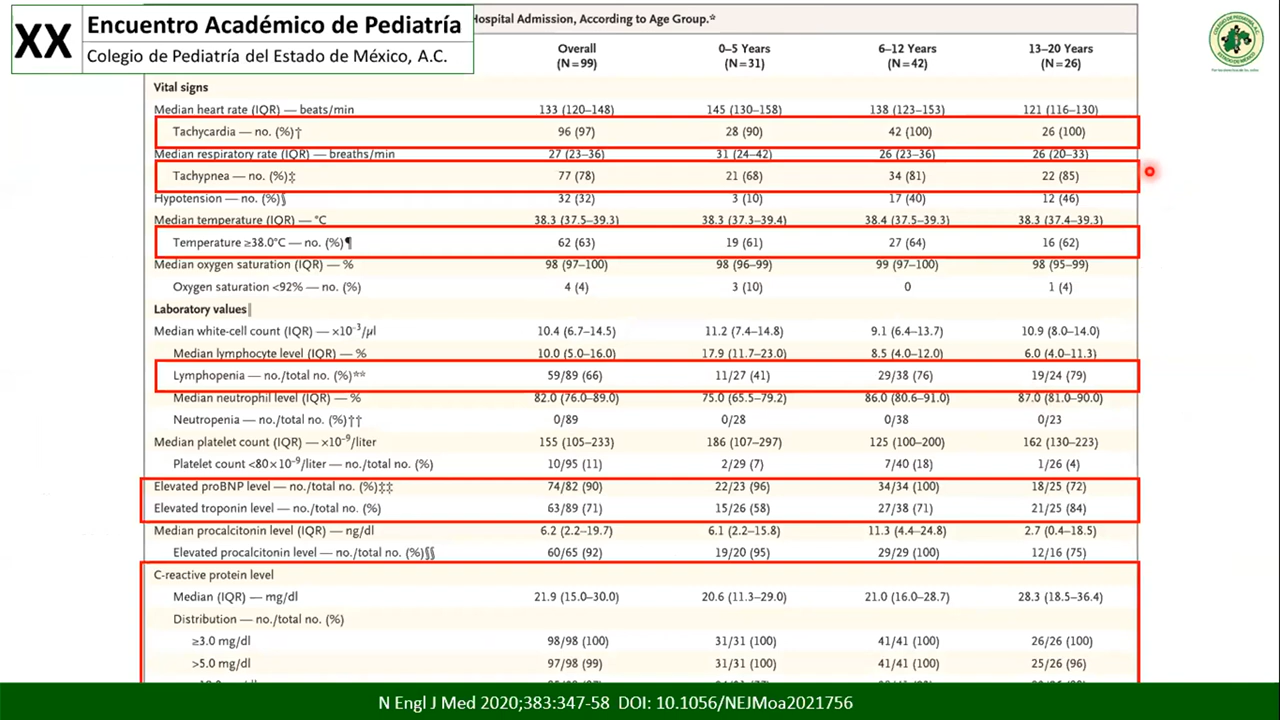 XX
Encuentro Académico de Pediatría
Colegio de Pediatría del Estado de México, A.C.
Hospital Admission, According to Age Group.*
Overall (N=99) 0–5 Years (N=31) 6–12 Years (N=42) 13–20 Years (N=26)
Vital signs
Median heart rate (IQR) — beats/min 133 (120–148) 145 (130–158) 138 (123–153) 121 (116–130)
Tachycardia — no. (%)† 96 (97) 28 (90) 42 (100) 26 (100)
Median respiratory rate (IQR) — breaths/min 27 (23–36) 31 (24–42) 26 (23–36) 26 (20–33)
Tachypnea — no. (%)‡ 77 (78) 21 (68) 34 (81) 22 (85)
Hypotension — no. (%)§ 32 (32) 3 (10) 17 (40) 12 (46)
Median temperature (IQR) — °C 38.3 (37.5–39.3) 38.3 (37.3–39.4) 38.4 (37.5–39.3) 38.3 (37.4–39.3)
Temperature ≥38.0°C — no. (%)¶ 62 (63) 19 (61) 27 (64) 16 (62)
Median oxygen saturation (IQR) — % 98 (97–100) 98 (96–99) 99 (97–100) 98 (95–99)
Oxygen saturation <92% — no. (%) 4 (4) 3 (10) 0 1 (4)
Laboratory values‖
Median white-cell count (IQR) — ×10⁻³/μl 10.4 (6.7–14.5) 11.2 (7.4–14.8) 9.1 (6.4–13.7) 10.9 (8.0–14.0)
Median lymphocyte level (IQR) — % 10.0 (5.0–16.0) 17.9 (11.7–23.0) 8.5 (4.0–12.0) 6.0 (4.0–11.3)
Lymphopenia — no./total no. (%)** 59/89 (66) 11/27 (41) 29/38 (76) 19/24 (79)
Median neutrophil level (IQR) — % 82.0 (76.0–89.0) 75.0 (65.5–79.2) 86.0 (80.6–91.0) 87.0 (81.0–90.0)
Neutropenia — no./total no. (%)†† 0/89 0/28 0/38 0/23
Median platelet count (IQR) — ×10⁻⁹/liter 155 (105–233) 186 (107–297) 125 (100–200) 162 (130–223)
Platelet count <80×10⁻⁹/liter — no./total no. (%) 10/95 (11) 2/29 (7) 7/40 (18) 1/26 (4)
Elevated proBNP level — no./total no. (%)‡‡ 74/82 (90) 22/23 (96) 34/34 (100) 18/25 (72)
Elevated troponin level — no./total no. (%) 63/89 (71) 15/26 (58) 27/38 (71) 21/25 (84)
Median procalcitonin level (IQR) — ng/dl 6.2 (2.2–19.7) 6.1 (2.2–15.8) 11.3 (4.4–24.8) 2.7 (0.4–18.5)
Elevated procalcitonin level — no./total no. (%)§§ 60/65 (92) 19/20 (95) 29/29 (100) 12/16 (75)
C-reactive protein level
Median (IQR) — mg/dl 21.9 (15.0–30.0) 20.6 (11.3–29.0) 21.0 (16.0–28.7) 28.3 (18.5–36.4)
Distribution — no./total no. (%)
≥3.0 mg/dl 98/98 (100) 31/31 (100) 41/41 (100) 26/26 (100)
>5.0 mg/dl 97/98 (99) 31/31 (100) 41/41 (100) 25/26 (96)
N Engl J Med 2020;383:347-58 DOI: 10.1056/NEJMoa2021756